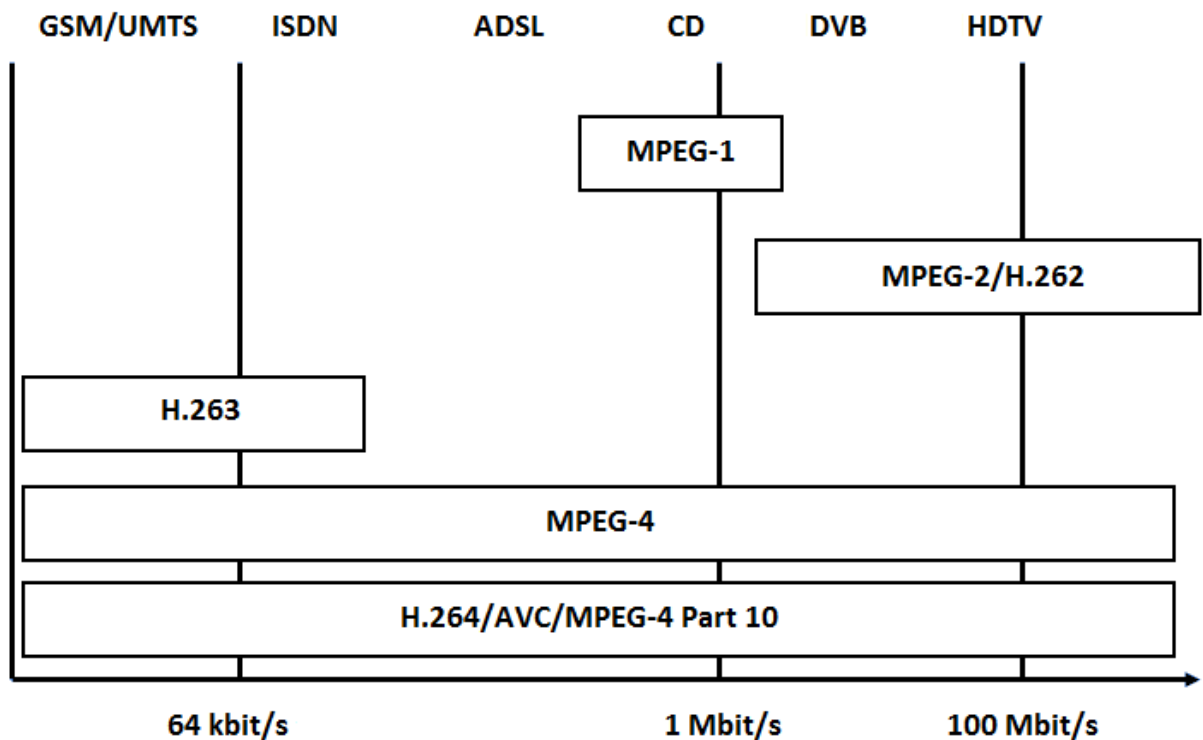 GSM/UMTS ISDN ADSL CD DVB HDTV
MPEG-1
MPEG-2/H.262
H.263
MPEG-4
H.264/AVC/MPEG-4 Part 10
64 kbit/s 1 Mbit/s 100 Mbit/s